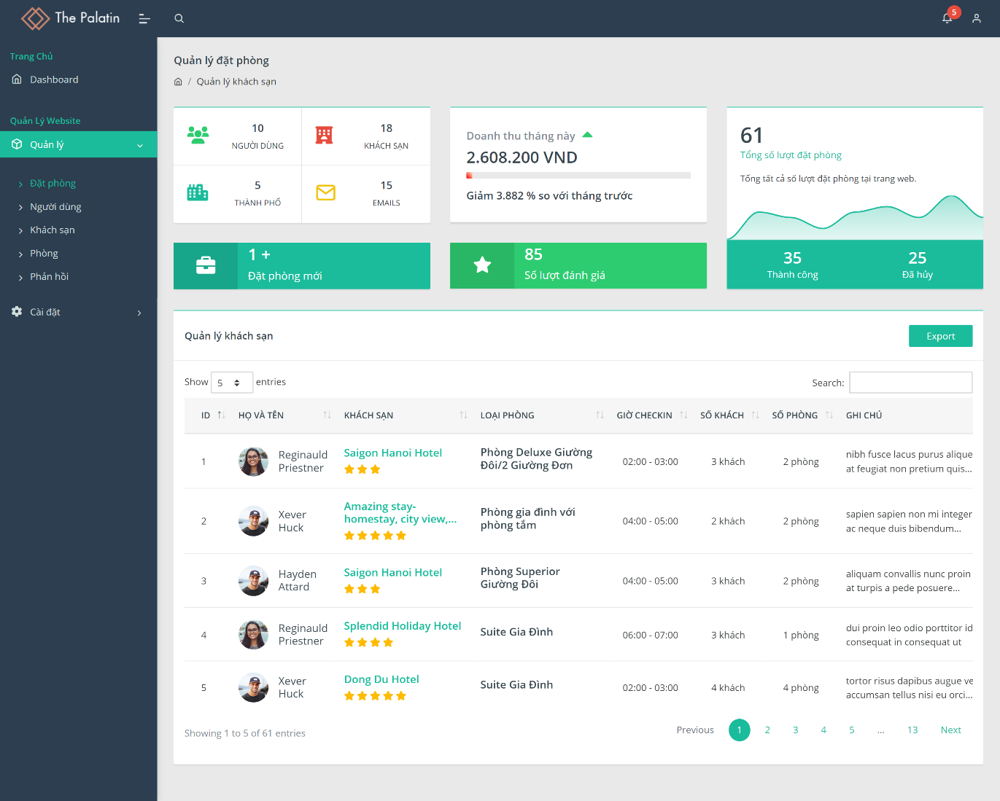 The Palatin
5
Trang Chủ
Dashboard
Quản Lý Website
Quản lý
Đặt phòng
Người dùng
Khách sạn
Phòng
Phản hồi
Cài đặt
Quản lý đặt phòng
/ Quản lý khách sạn
10
NGƯỜI DÙNG
18
KHÁCH SẠN
5
THÀNH PHỐ
15
EMAILS
Doanh thu tháng này
2.608.200 VND
Giảm 3.882 % so với tháng trước
61
Tổng số lượt đặt phòng
Tổng tất cả số lượt đặt phòng tại trang web.
35
Thành công
25
Đã hủy
1 +
Đặt phòng mới
85
Số lượt đánh giá
Quản lý khách sạn
Export
Show 5 entries
Search:
ID HỌ VÀ TÊN KHÁCH SẠN LOẠI PHÒNG GIỜ CHECKIN SỐ KHÁCH SỐ PHÒNG GHI CHÚ
1
Reginauld
Priestner
Saigon Hanoi Hotel
Phòng Deluxe Giường
Đôi/2 Giường Đơn
02:00 - 03:00
3 khách
2 phòng
nibh fusce lacus purus alique
at feugiat non pretium quis...
2
Xever
Huck
Amazing stay-
homestay, city view,...
Phòng gia đình với
phòng tắm
04:00 - 05:00
2 khách
2 phòng
sapien sapien non mi integer
ac neque duis bibendum...
3
Hayden
Attard
Saigon Hanoi Hotel
Phòng Superior
Giường Đôi
04:00 - 05:00
3 khách
2 phòng
aliquam convallis nunc proin
at turpis a pede posuere...
4
Reginauld
Priestner
Splendid Holiday Hotel
Suite Gia Đình
06:00 - 07:00
3 khách
1 phòng
dui proin leo odio porttitor id
consequat in consequat ut
5
Xever
Huck
Dong Du Hotel
Suite Gia Đình
02:00 - 03:00
4 khách
4 phòng
tortor risus dapibus augue ve
accumsan tellus nisi eu orci...
Showing 1 to 5 of 61 entries
Previous 1 2 3 4 5 ... 13 Next